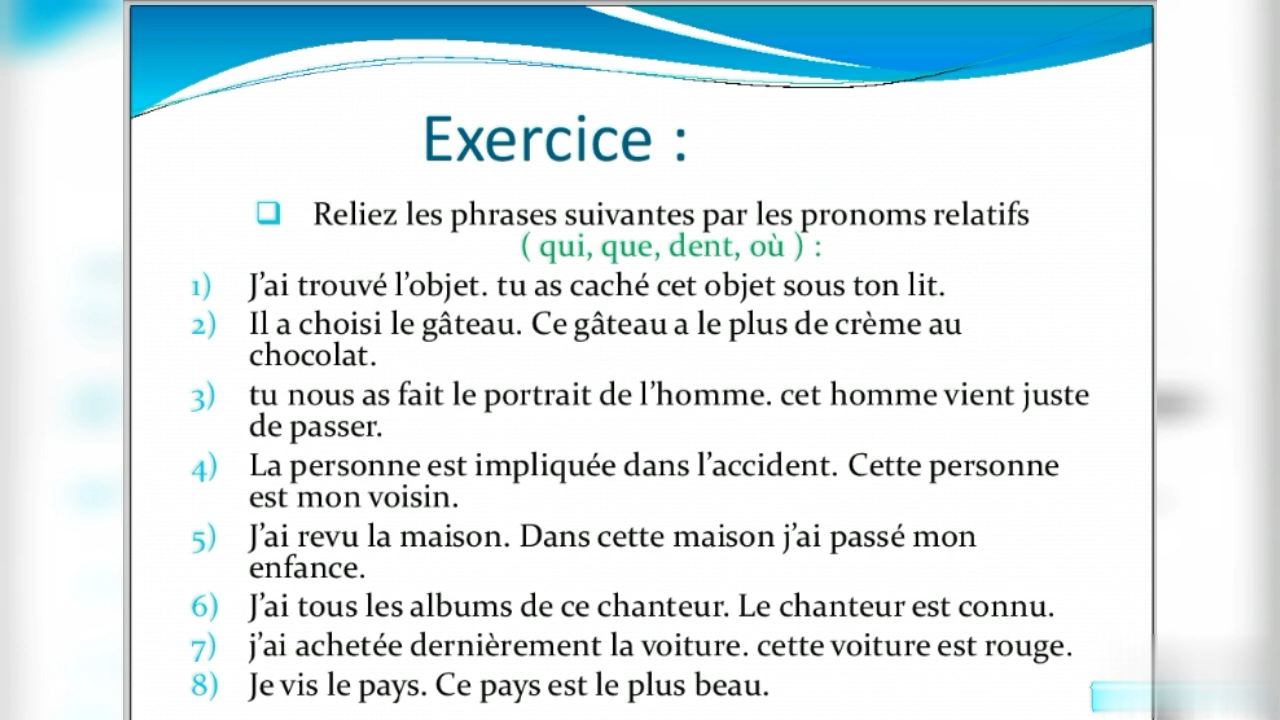 Exercice :
❑ Reliez les phrases suivantes par les pronoms relatifs
( qui, que, dent, où ) :
1) J’ai trouvé l’objet. tu as caché cet objet sous ton lit.
2) Il a choisi le gâteau. Ce gâteau a le plus de crème au
chocolat.
3) tu nous as fait le portrait de l’homme. cet homme vient juste
de passer.
4) La personne est impliquée dans l’accident. Cette personne
est mon voisin.
5) J’ai revu la maison. Dans cette maison j’ai passé mon
enfance.
6) J’ai tous les albums de ce chanteur. Le chanteur est connu.
7) j’ai achetée dernièrement la voiture. cette voiture est rouge.
8) Je vis le pays. Ce pays est le plus beau.